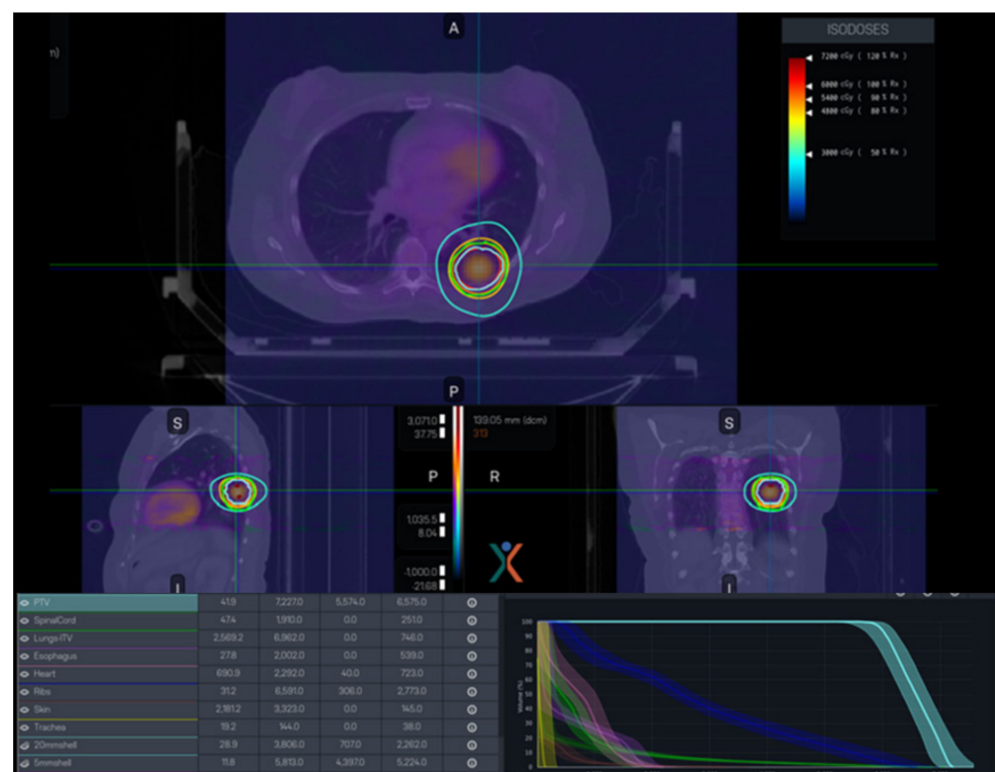 A
ISODOSES
7200 cGy ( 120 % Rx )
6000 cGy ( 100 % Rx )
5400 cGy ( 90 % Rx )
4800 cGy ( 80 % Rx )
3000 cGy ( 50 % Rx )
P
S
3,071.0
37.75
139.05 mm (dcm)
313
S
P R
1,035.5
8.04
-1,000.0
-21.68
I
I
PTV 41.9 7,227.0 5,574.0 6,575.0
SpinalCord 47.4 1,910.0 0.0 251.0
Lungs-ITV 2,569.2 6,962.0 0.0 746.0
Esophagus 27.8 2,002.0 0.0 539.0
Heart 690.9 2,292.0 40.0 723.0
Ribs 31.2 6,591.0 306.0 2,773.0
Skin 2,181.2 3,323.0 0.0 145.0
Trachea 19.2 144.0 0.0 38.0
20mmshell 28.9 3,806.0 707.0 2,262.0
5mmshell 11.8 5,813.0 4,397.0 5,224.0
Volume (%)
100
90
80
70
60
50
40
30
20
10
0